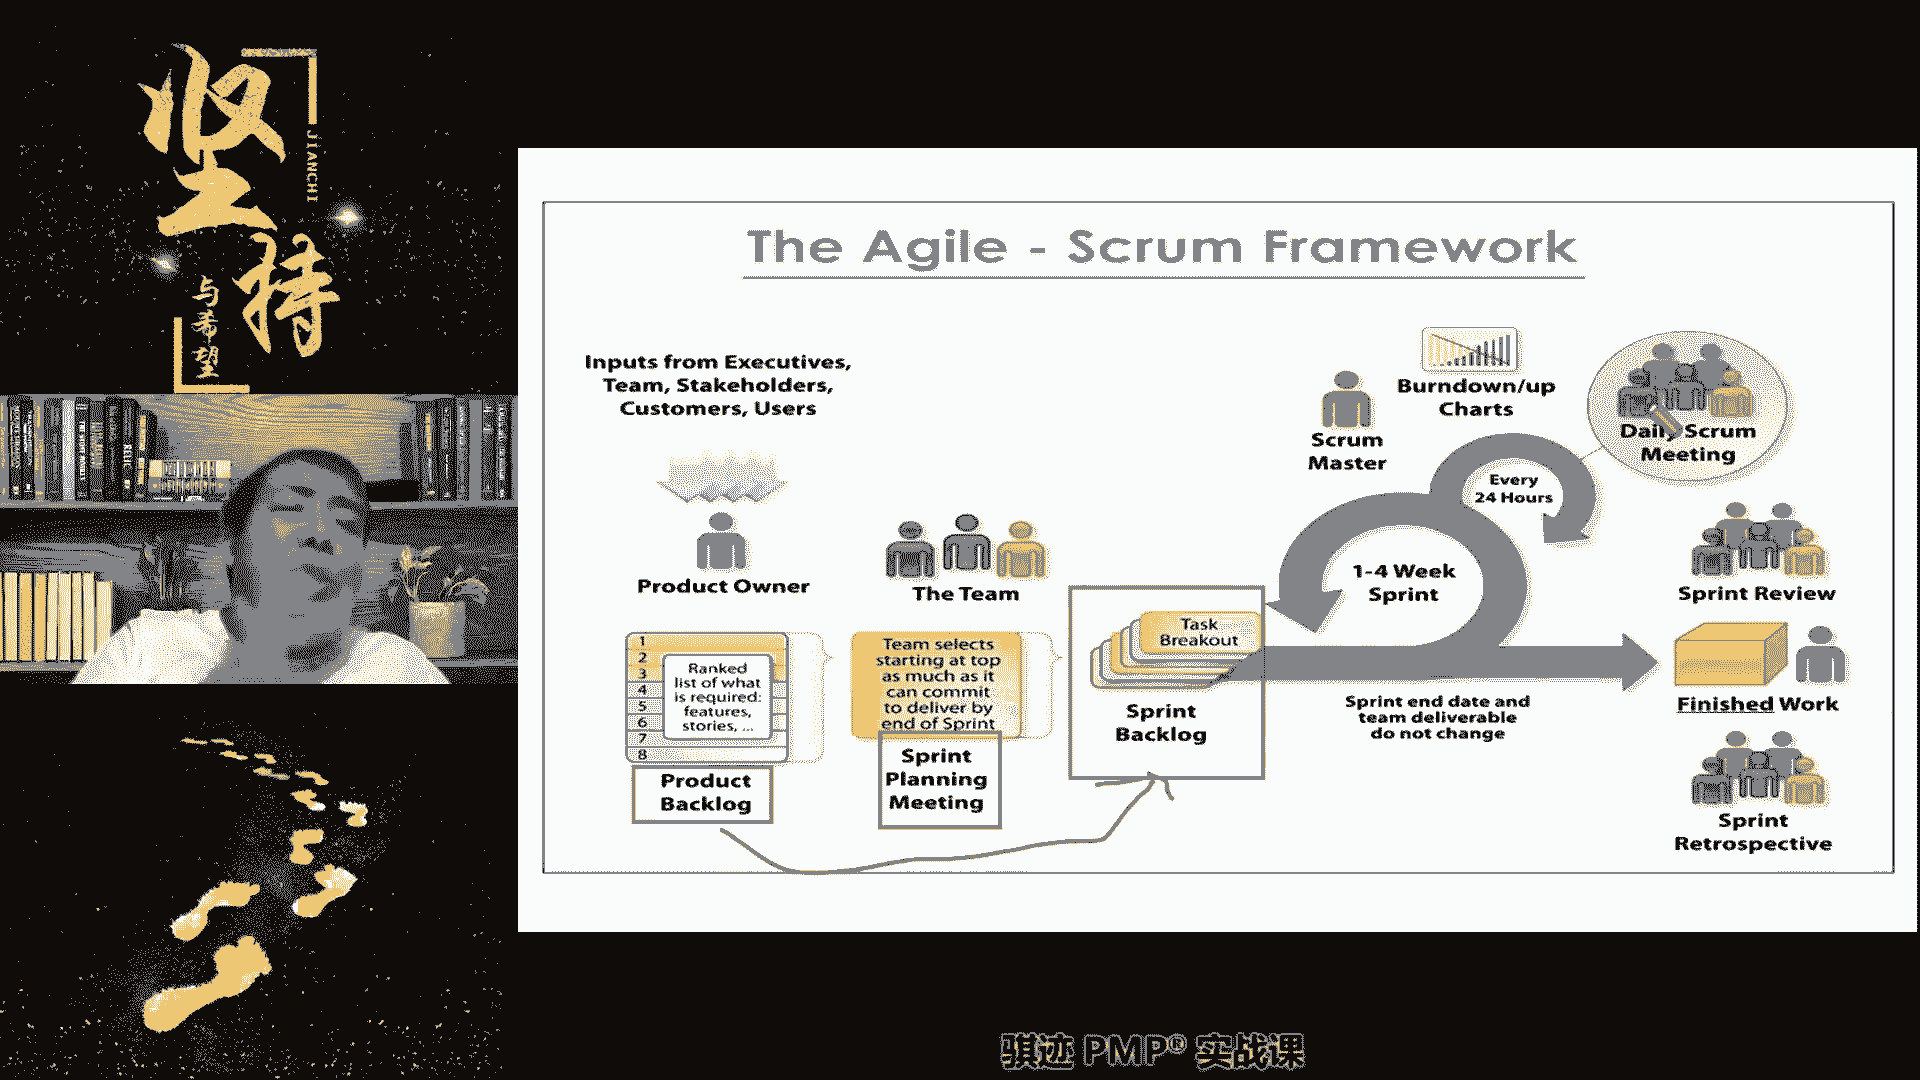 坚持
JIANCHI
与希望
The Agile - Scrum Framework
Inputs from Executives,
Team, Stakeholders,
Customers, Users
Product Owner
1
2
3
4
5
6
7
8
Ranked
list of what
is required:
features,
stories, ...
Product
Backlog
The Team
Team selects
starting at top
as much as it
can commit
to deliver by
end of Sprint
Sprint
Planning
Meeting
Task
Breakout
Sprint
Backlog
Scrum
Master
Burndown/up
Charts
Every
24 Hours
1-4 Week
Sprint
Sprint end date and
team deliverable
do not change
Daily Scrum
Meeting
Sprint Review
Finished Work
Sprint
Retrospective
骐迹 PMP® 实战课